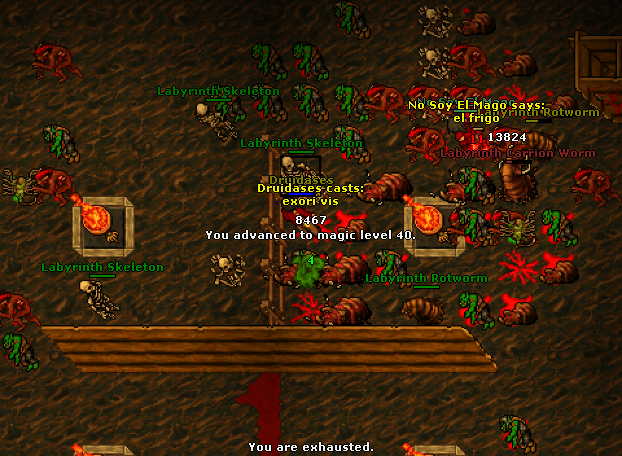 Labyrinth Skeleton
No Soy El Mago says:
el frigo
Labyrinth Rotworm
13824
Labyrinth Skeleton
Labyrinth Carrion Worm
Druidases
Druidases casts:
exori vis
8467
You advanced to magic level 40.
4
Labyrinth Skeleton
Labyrinth Rotworm
You are exhausted.